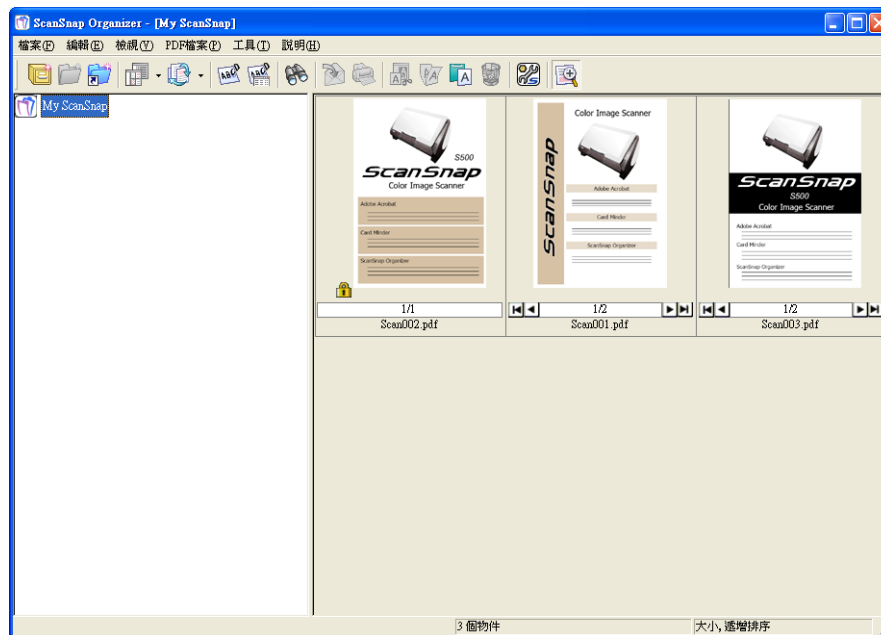 ScanSnap Organizer - [My ScanSnap]
檔案(F) 編輯(E) 檢視(V) PDF檔案(P) 工具(T) 說明(H)
My ScanSnap
S500
ScanSnap
Color Image Scanner
Adobe Acrobat
Card Minder
ScanSnap Organizer
1/1
Scan002.pdf
Color Image Scanner
ScanSnap
Adobe Acrobat
Card Minder
ScanSnap Organizer
1/2
Scan001.pdf
ScanSnap
S500
Color Image Scanner
Adobe Acrobat
Card Minder
ScanSnap Organizer
1/2
Scan003.pdf
3 個物件
大小, 遞增排序